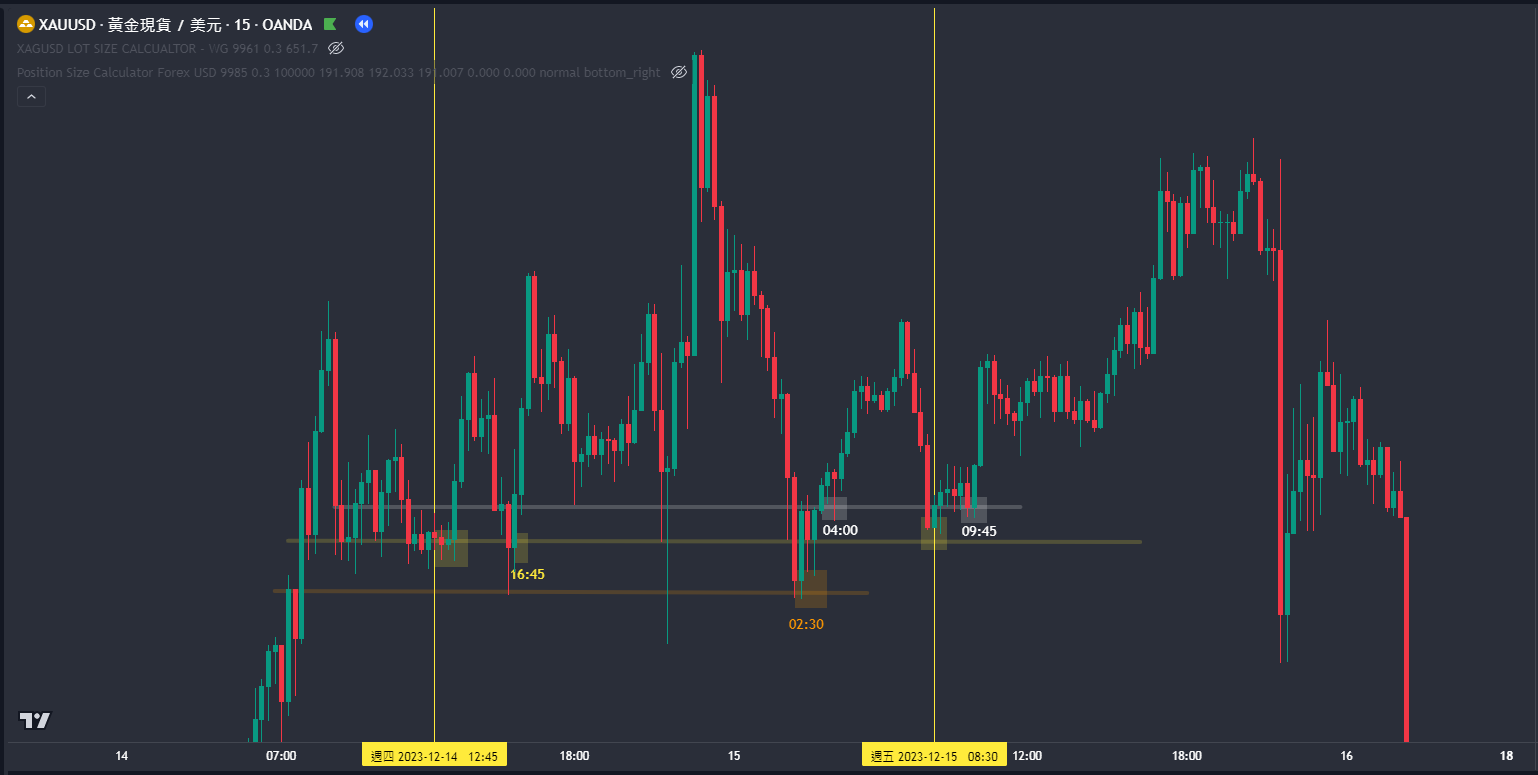 XAUUSD · 黃金現貨 / 美元 · 15 · OANDA
XAGUSD LOT SIZE CALCUALTOR - WG 9961 0.3 651.7
Position Size Calculator Forex USD 9985 0.3 100000 191.908 192.033 191.007 0.000 0.000 normal bottom_right
04:00
09:45
16:45
02:30
14 07:00 週四 2023-12-14 12:45 18:00 15 週五 2023-12-15 08:30 12:00 18:00 16 18